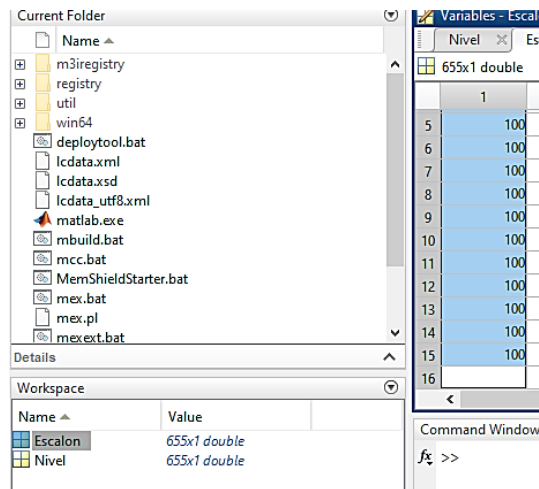 Current Folder
Name
m3iregistry
registry
util
win64
deploytool.bat
lcdata.xml
lcdata.xsd
lcdata_utf8.xml
matlab.exe
mbuild.bat
mcc.bat
MemShieldStarter.bat
mex.bat
mex.pl
mexext.bat
Details
Workspace
Name Value
Escalon 655x1 double
Nivel 655x1 double
Variables - Escal
Nivel Es
655x1 double
1
5 100
6 100
7 100
8 100
9 100
10 100
11 100
12 100
13 100
14 100
15 100
16
Command Window
fx >>